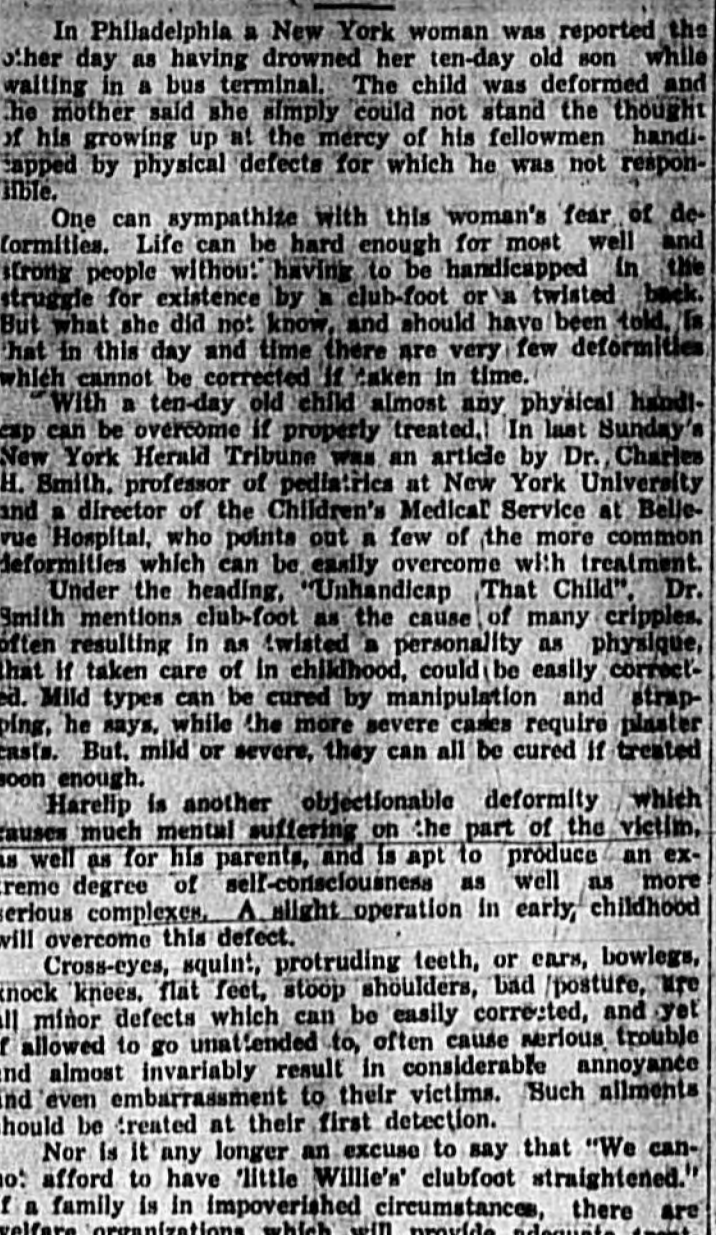 In Philadelphia a New York woman was reported the
other day as having drowned her ten-day old son while
waiting in a bus terminal. The child was deformed and
the mother said she simply could not stand the thought
of his growing up at the mercy of his fellowmen handi-
capped by physical defects for which he was not respon-
sible.
One can sympathize with this woman's fear of de-
formities. Life can be hard enough for most well and
strong people without having to be handicapped in the
struggle for existence by a club-foot or a twisted back.
But what she did not know, and should have been told, is
that in this day and time there are very few deformities
which cannot be corrected if taken in time.
With a ten-day old child almost any physical handi-
cap can be overcome if properly treated. In last Sunday's
New York Herald Tribune was an article by Dr. Charles
H. Smith, professor of pediatrics at New York University
and a director of the Children's Medical Service at Belle-
vue Hospital, who points out a few of the more common
deformities which can be easily overcome with treatment.
Under the heading, "Unhandicap That Child", Dr.
Smith mentions club-foot as the cause of many cripples,
often resulting in as twisted a personality as physique,
that if taken care of in childhood, could be easily correct-
ed. Mild types can be cured by manipulation and strap-
ping, he says, while the more severe cases require plaster
casts. But, mild or severe, they can all be cured if treated
soon enough.
Harelip is another objectionable deformity which
causes much mental suffering on the part of the victim,
as well as for his parents, and is apt to produce an ex-
treme degree of self-consciousness as well as more
serious complexes. A slight operation in early childhood
will overcome this defect.
Cross-eyes, squint, protruding teeth, or ears, bowlegs,
knock knees, flat feet, stoop shoulders, bad posture, are
all minor defects which can be easily corrected, and yet
if allowed to go unattended to, often cause serious trouble
and almost invariably result in considerable annoyance
and even embarrassment to their victims. Such ailments
should be treated at their first detection.
Nor is it any longer an excuse to say that "We can-
not afford to have 'little Willie's' clubfoot straightened."
If a family is in impoverished circumstances, there are
welfare organizations which will provide adequate treat-